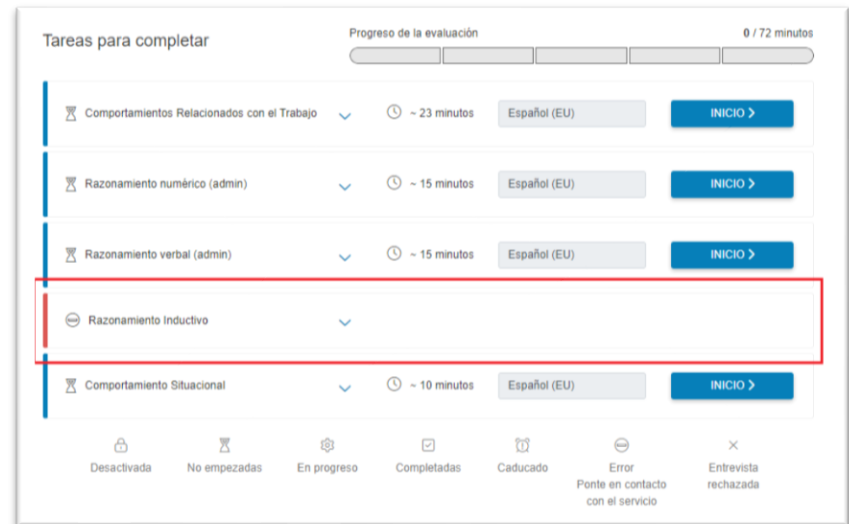 Tareas para completar
Progreso de la evaluación
0 / 72 minutos
Comportamientos Relacionados con el Trabajo
~ 23 minutos
Español (EU)
INICIO >
Razonamiento numèrico (admin)
~ 15 minutos
Español (EU)
INICIO >
Razonamiento verbal (admin)
~ 15 minutos
Español (EU)
INICIO >
Razonamiento Inductivo
Comportamiento Situacional
~ 10 minutos
Español (EU)
INICIO >
Desactivada
No empezadas
En progreso
Completadas
Caducado
Error
Ponte en contacto
con el servicio
Entrevista
rechazada